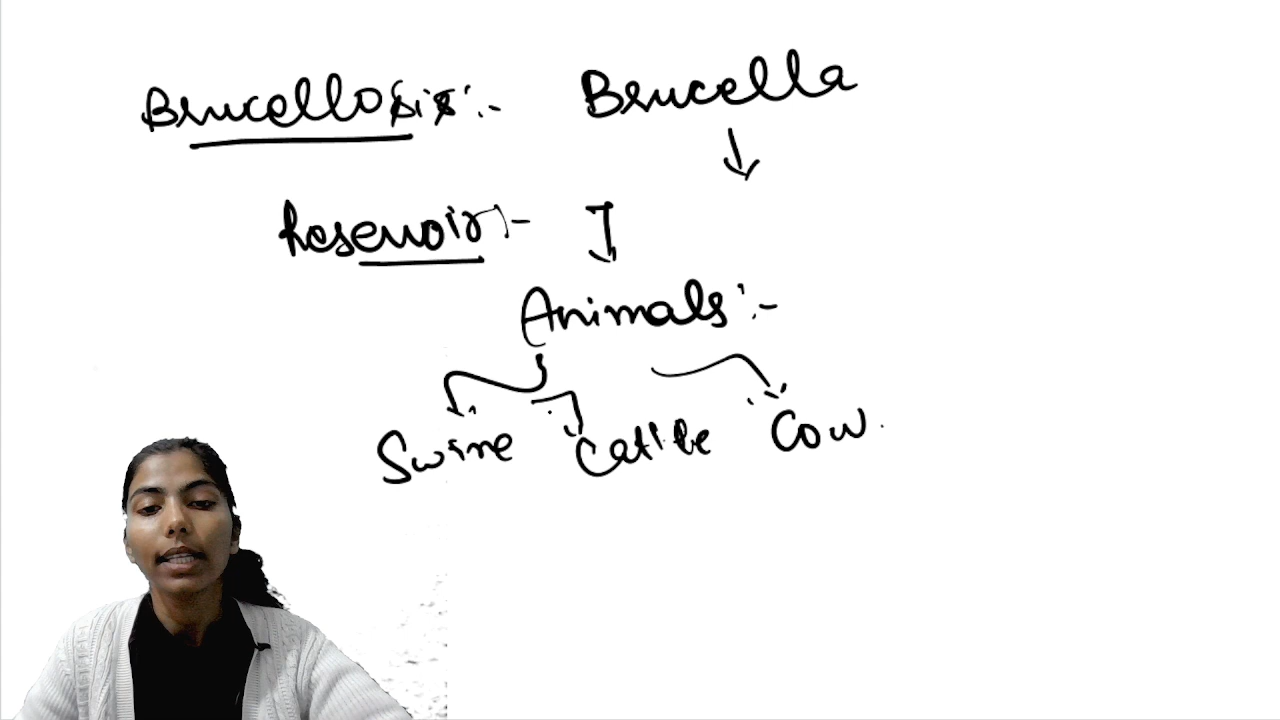 Brucellosis:- Brucella
Reservoir:-
Animals:-
Swine Cattle Cow.